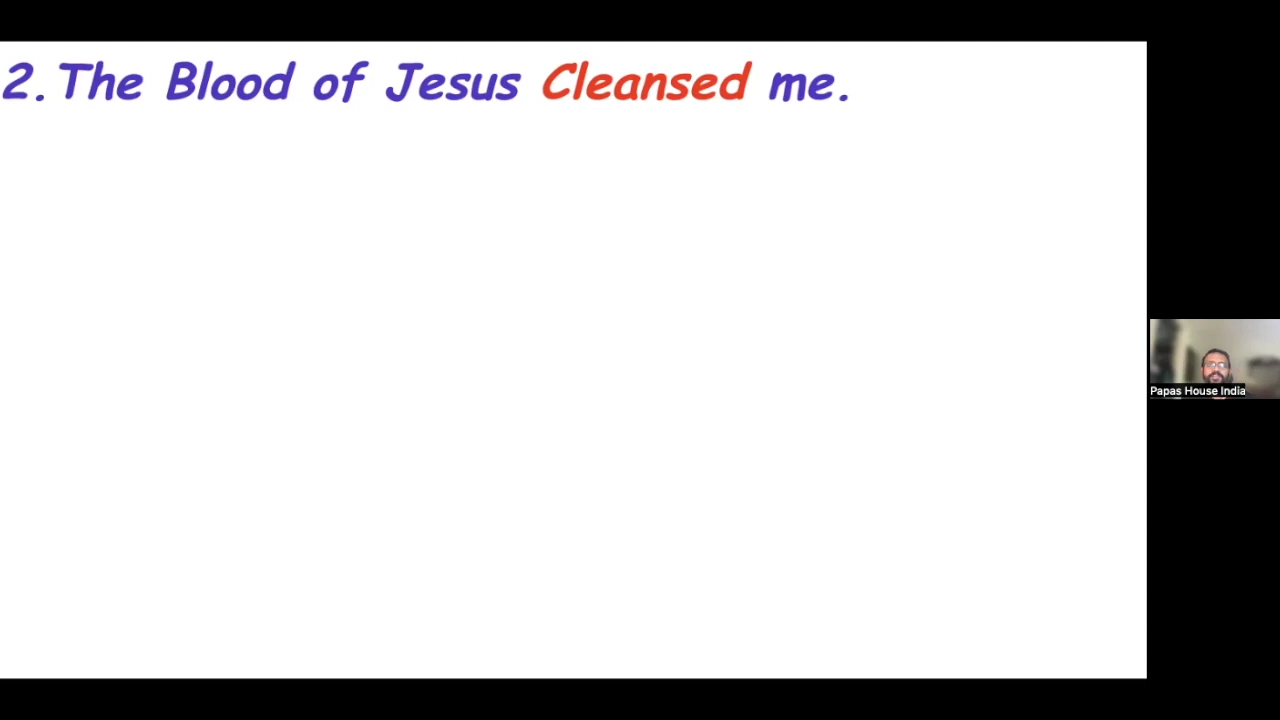 2. The Blood of Jesus Cleansed me.
Papas House India